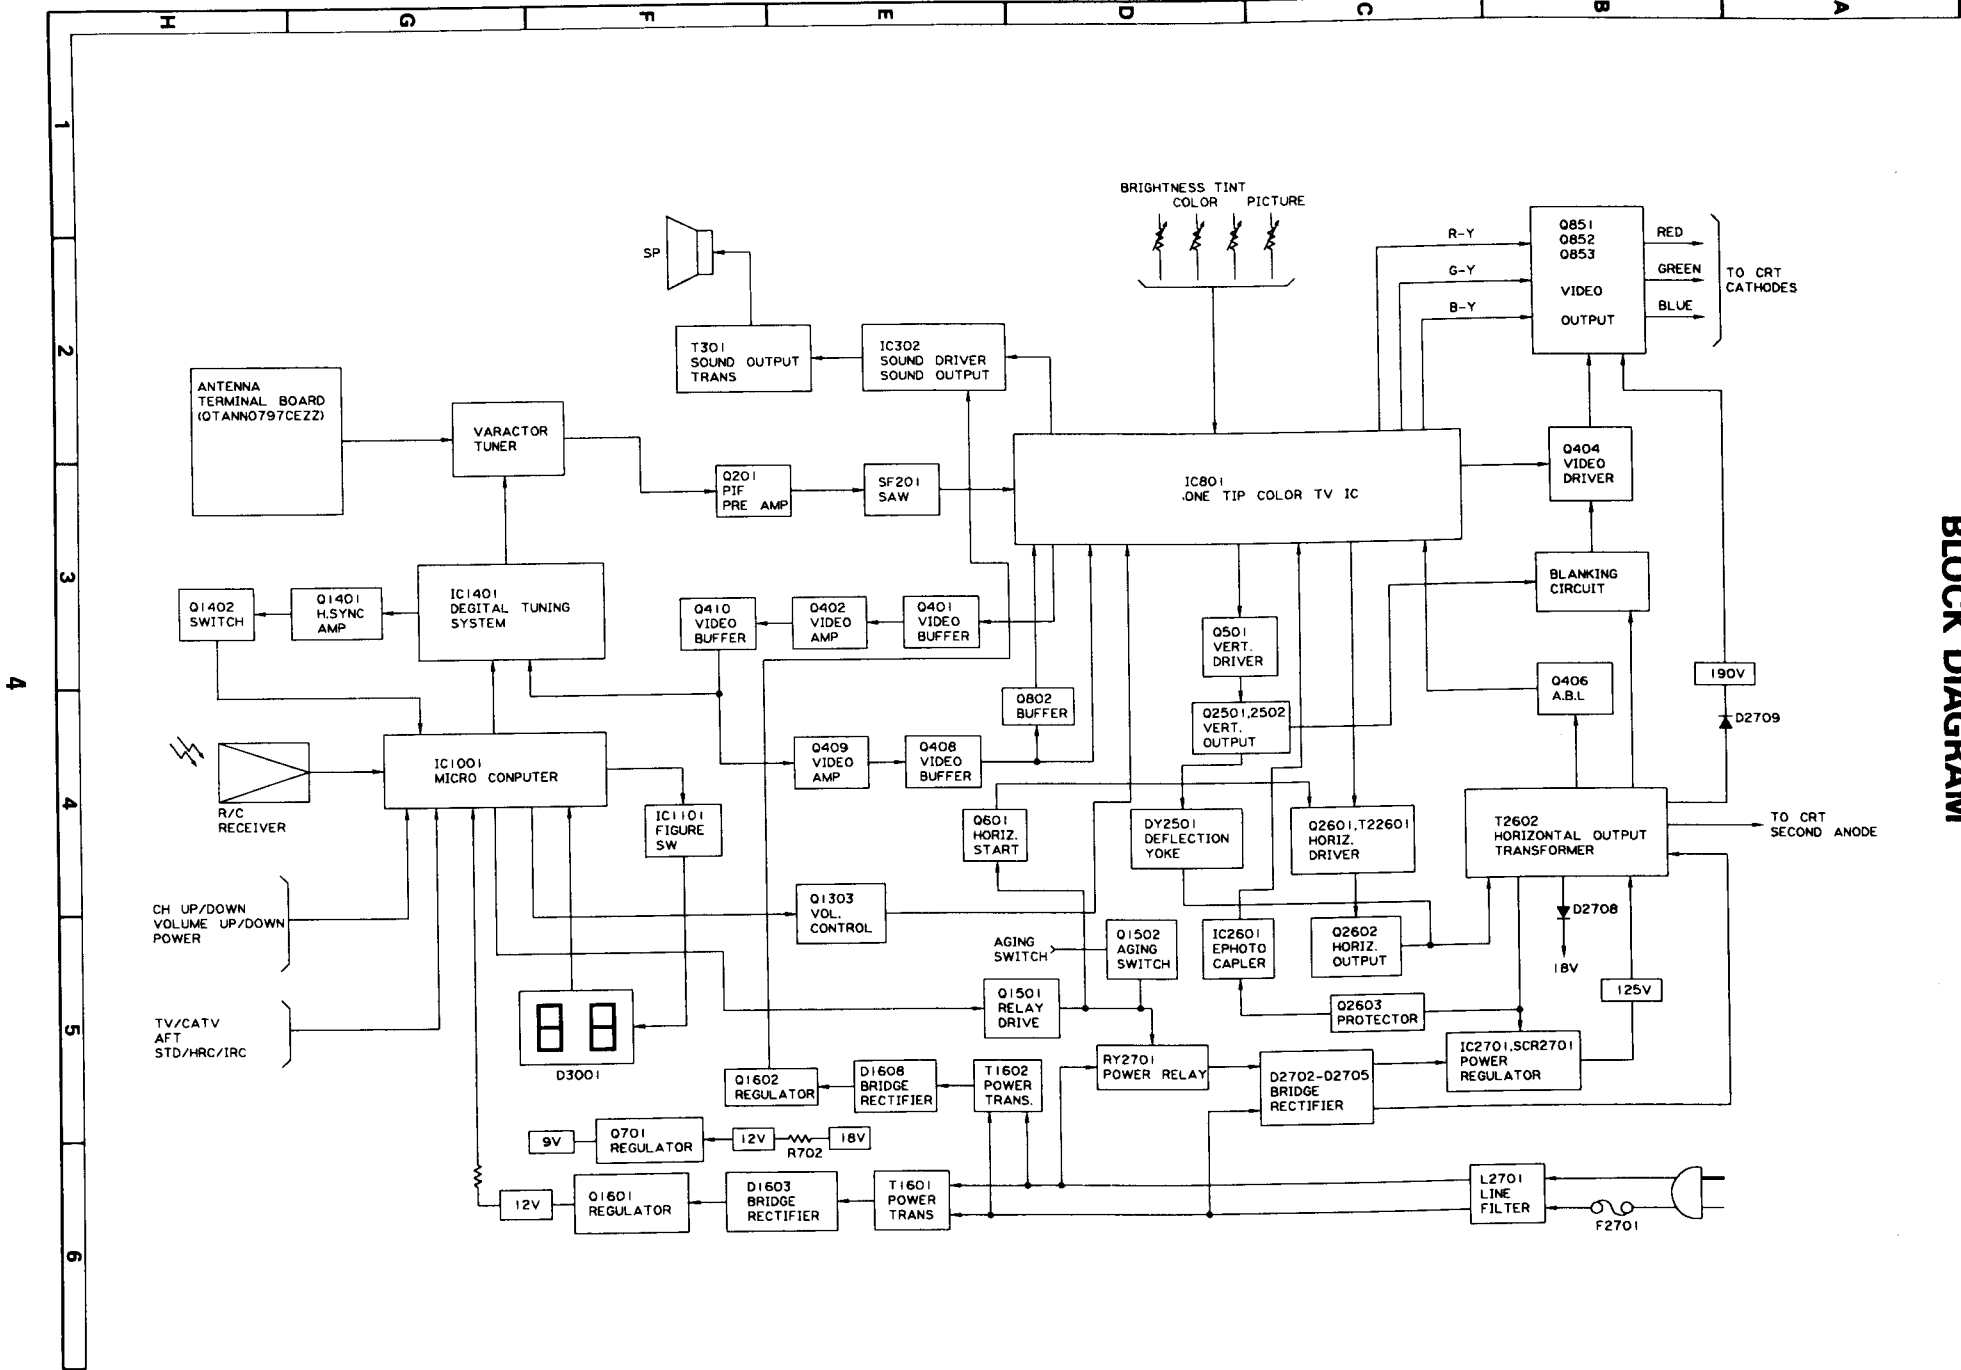 H G F E D C B A
1
2
3
4
5
6
4
BLOCK DIAGRAM
BRIGHTNESS TINT
COLOR PICTURE
SP
R-Y
G-Y
B-Y
Q851
Q852
Q853
VIDEO
OUTPUT
RED
GREEN
BLUE
TO CRT
CATHODES
T301
SOUND OUTPUT
TRANS
IC302
SOUND DRIVER
SOUND OUTPUT
ANTENNA
TERMINAL BOARD
(QTANN0797CEZZ)
VARACTOR
TUNER
Q201
PIF
PRE AMP
SF201
SAW
IC801
ONE TIP COLOR TV IC
Q404
VIDEO
DRIVER
Q1402
SWITCH
Q1401
H.SYNC
AMP
IC1401
DEGITAL TUNING
SYSTEM
Q410
VIDEO
BUFFER
Q402
VIDEO
AMP
Q401
VIDEO
BUFFER
Q501
VERT.
DRIVER
BLANKING
CIRCUIT
Q802
BUFFER
Q2501,2502
VERT.
OUTPUT
Q406
A.B.L
190V
D2709
R/C
RECEIVER
IC1001
MICRO CONPUTER
IC1101
FIGURE
SW
Q409
VIDEO
AMP
Q408
VIDEO
BUFFER
Q601
HORIZ.
START
DY2501
DEFLECTION
YOKE
Q2601,T22601
HORIZ.
DRIVER
T2602
HORIZONTAL OUTPUT
TRANSFORMER
TO CRT
SECOND ANODE
CH UP/DOWN
VOLUME UP/DOWN
POWER
Q1303
VOL.
CONTROL
AGING
SWITCH
Q1502
AGING
SWITCH
IC2601
EPHOTO
CAPLER
Q2602
HORIZ.
OUTPUT
D2708
18V
125V
TV/CATV
AFT
STD/HRC/IRC
D3001
Q1501
RELAY
DRIVE
Q2603
PROTECTOR
Q1602
REGULATOR
D1608
BRIDGE
RECTIFIER
T1602
POWER
TRANS.
RY2701
POWER RELAY
D2702-D2705
BRIDGE
RECTIFIER
IC2701,SCR2701
POWER
REGULATOR
9V
Q701
REGULATOR
12V
R702
18V
12V
Q1601
REGULATOR
D1603
BRIDGE
RECTIFIER
T1601
POWER
TRANS
L2701
LINE
FILTER
F2701